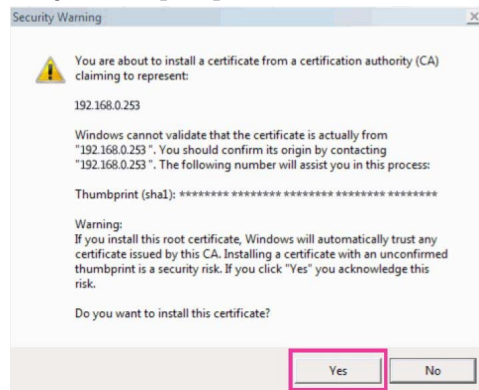 Security Warning
You are about to install a certificate from a certification authority (CA)
claiming to represent:
192.168.0.253
Windows cannot validate that the certificate is actually from
"192.168.0.253 ". You should confirm its origin by contacting
"192.168.0.253 ". The following number will assist you in this process:
Thumbprint (sha1): ******** ******** ******** ******** ********
Warning:
If you install this root certificate, Windows will automatically trust any
certificate issued by this CA. Installing a certificate with an unconfirmed
thumbprint is a security risk. If you click "Yes" you acknowledge this
risk.
Do you want to install this certificate?
Yes No